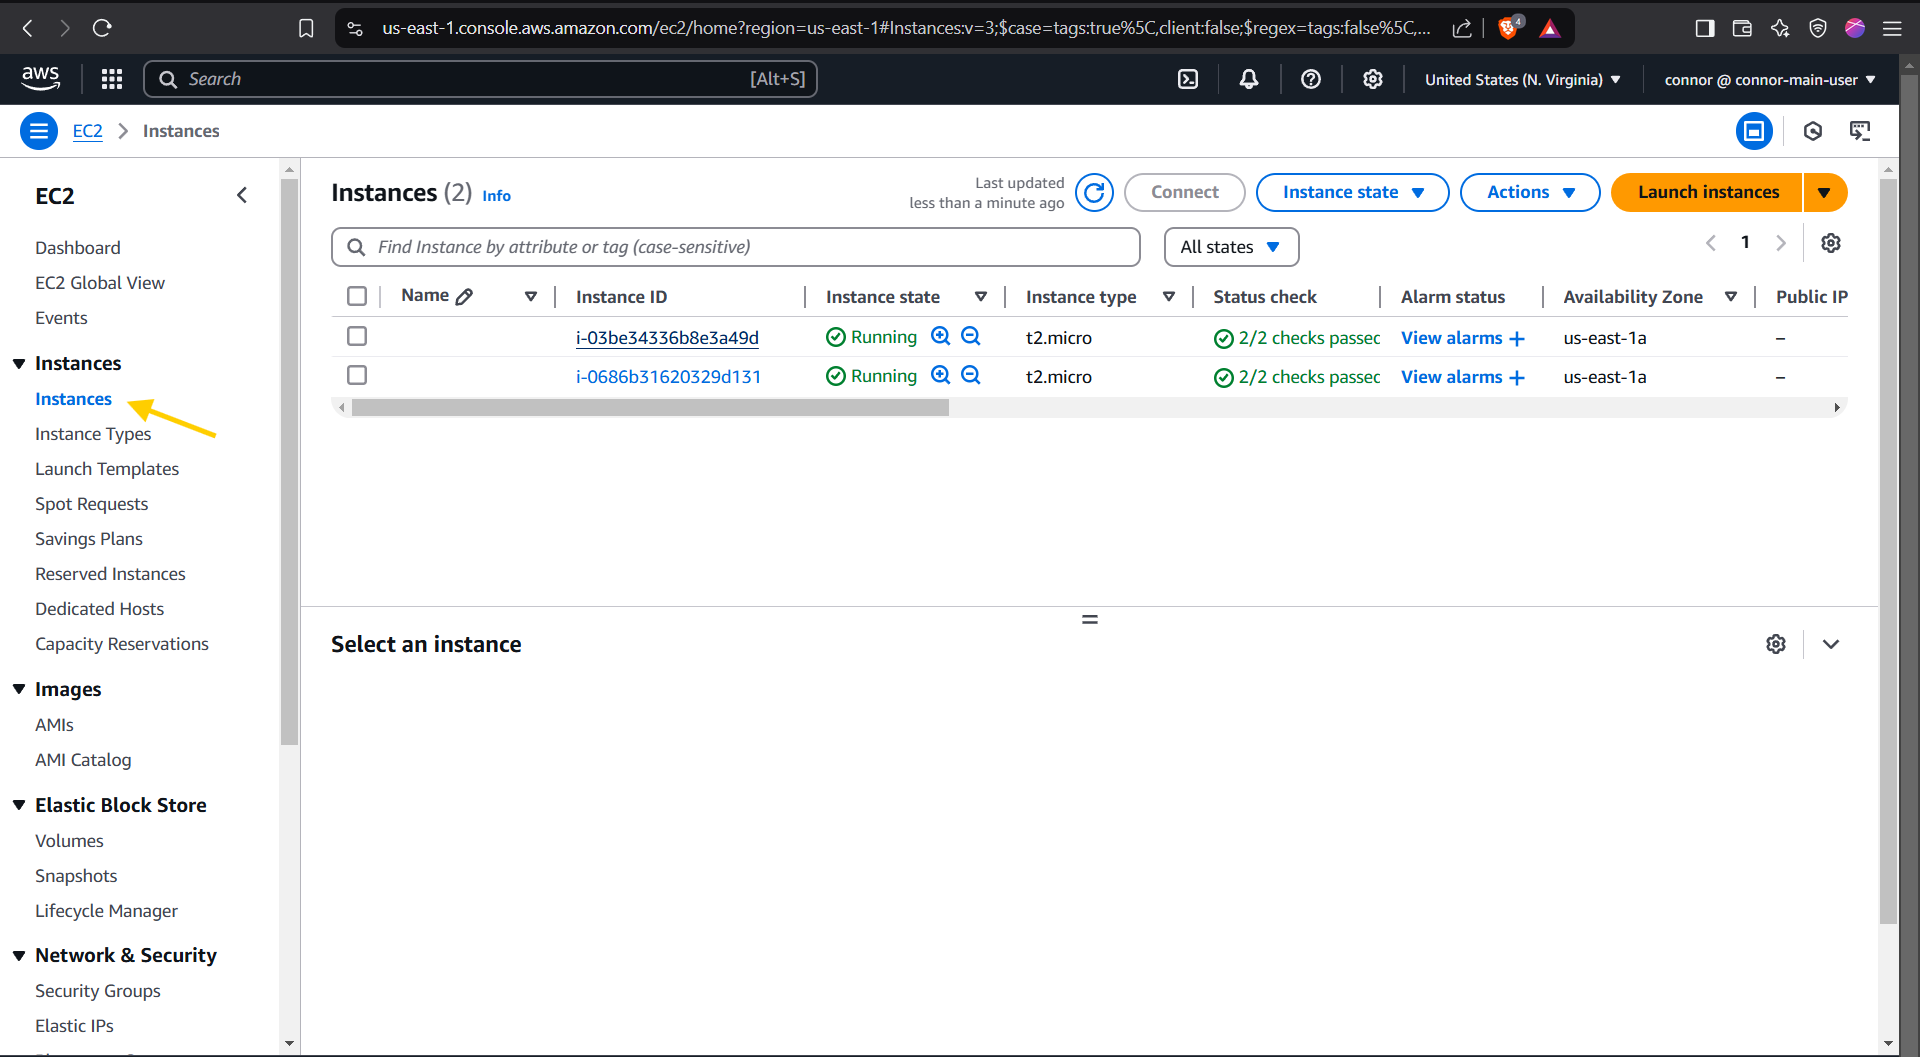 us-east-1.console.aws.amazon.com/ec2/home?region=us-east-1#Instances:v=3;$case=tags:true%5C,client:false;$regex=tags:false%5C,...
4
aws
Search
[Alt+S]
United States (N. Virginia)
connor @ connor-main-user
EC2
Instances
EC2
Dashboard
EC2 Global View
Events
Instances
Instances
Instance Types
Launch Templates
Spot Requests
Savings Plans
Reserved Instances
Dedicated Hosts
Capacity Reservations
Images
AMIs
AMI Catalog
Elastic Block Store
Volumes
Snapshots
Lifecycle Manager
Network & Security
Security Groups
Elastic IPs
Instances (2) Info
Last updated
less than a minute ago
Connect
Instance state
Actions
Launch instances
Find Instance by attribute or tag (case-sensitive)
All states
1
Name Instance ID Instance state Instance type Status check Alarm status Availability Zone Public IP
i-03be34336b8e3a49d Running t2.micro 2/2 checks passed View alarms + us-east-1a –
i-0686b31620329d131 Running t2.micro 2/2 checks passed View alarms + us-east-1a –
Select an instance